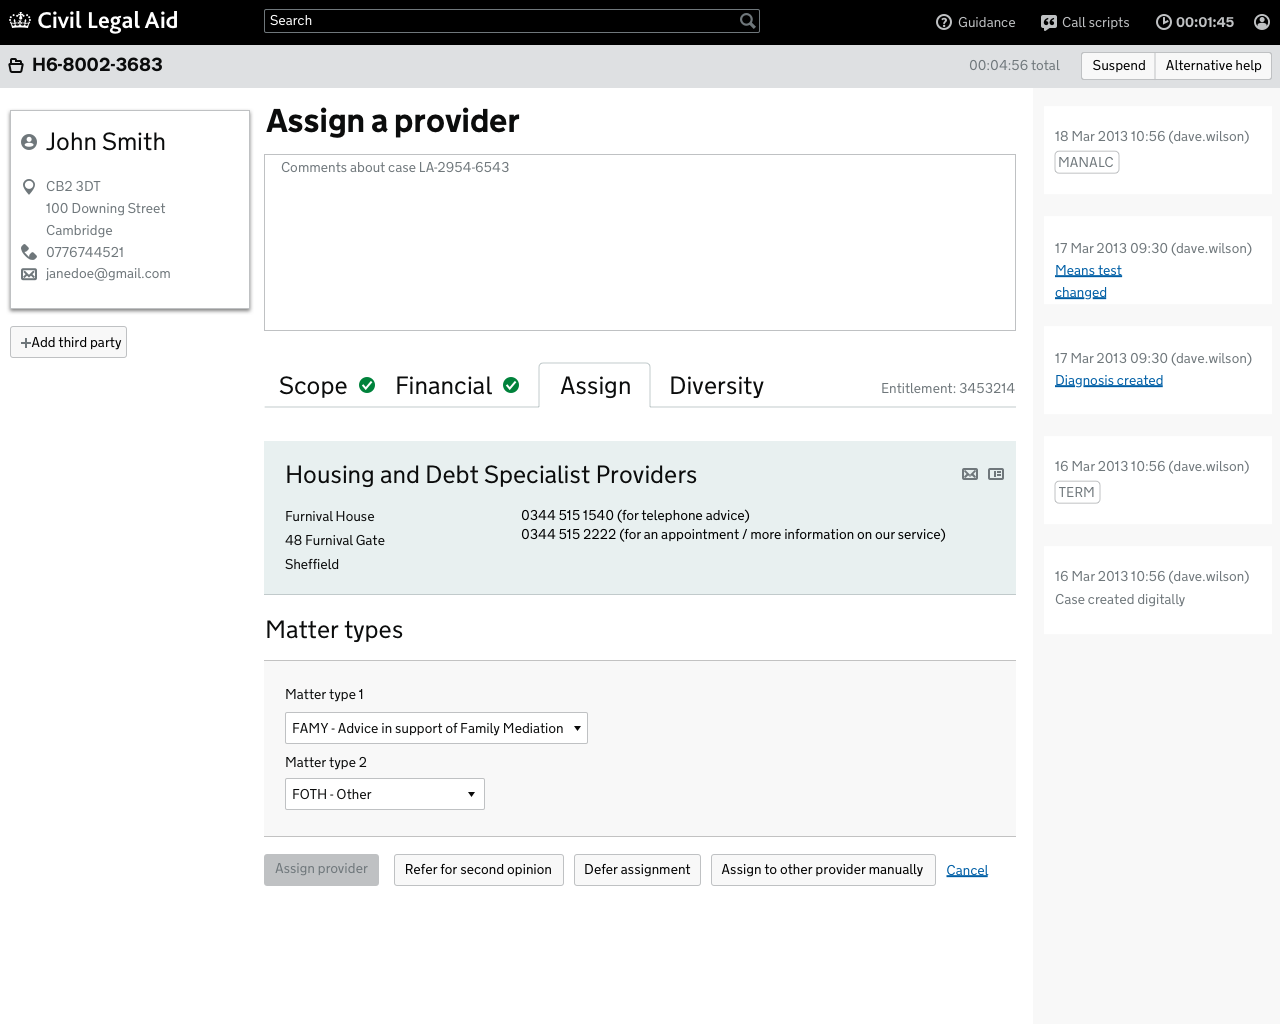 Civil Legal Aid
Search
Guidance
Call scripts
00:01:45
H6-8002-3683
00:04:56 total
Suspend
Alternative help
John Smith
CB2 3DT
100 Downing Street
Cambridge
0776744521
janedoe@gmail.com
+Add third party
Assign a provider
Comments about case LA-2954-6543
Scope
Financial
Assign
Diversity
Entitlement: 3453214
Housing and Debt Specialist Providers
Furnival House
48 Furnival Gate
Sheffield
0344 515 1540 (for telephone advice)
0344 515 2222 (for an appointment / more information on our service)
Matter types
Matter type 1
FAMY - Advice in support of Family Mediation
Matter type 2
FOTH - Other
Assign provider
Refer for second opinion
Defer assignment
Assign to other provider manually
Cancel
18 Mar 2013 10:56 (dave.wilson)
MANALC
17 Mar 2013 09:30 (dave.wilson)
Means test
changed
17 Mar 2013 09:30 (dave.wilson)
Diagnosis created
16 Mar 2013 10:56 (dave.wilson)
TERM
16 Mar 2013 10:56 (dave.wilson)
Case created digitally